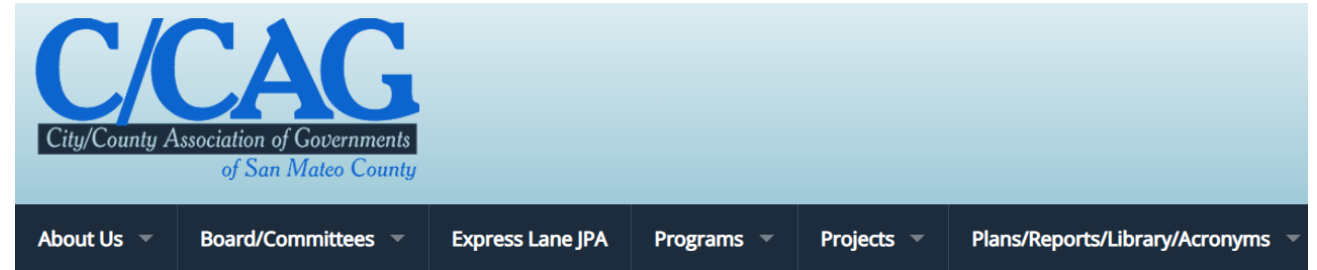 C/CAG
City/County Association of Governments
of San Mateo County
About Us Board/Committees Express Lane JPA Programs Projects Plans/Reports/Library/Acronyms